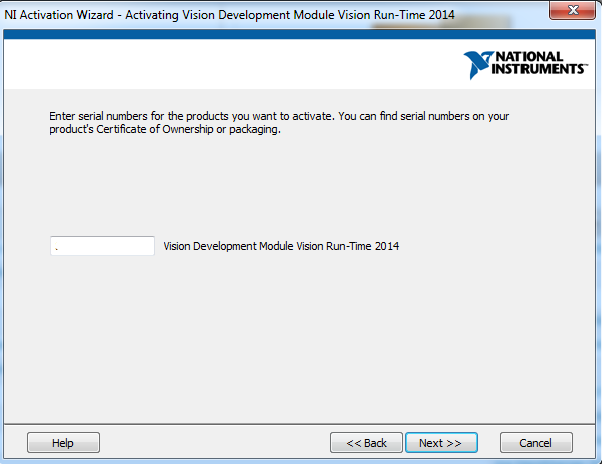 NI Activation Wizard - Activating Vision Development Module Vision Run-Time 2014
NATIONAL
INSTRUMENTS™
Enter serial numbers for the products you want to activate. You can find serial numbers on your
product's Certificate of Ownership or packaging.
. Vision Development Module Vision Run-Time 2014
Help << Back Next >> Cancel